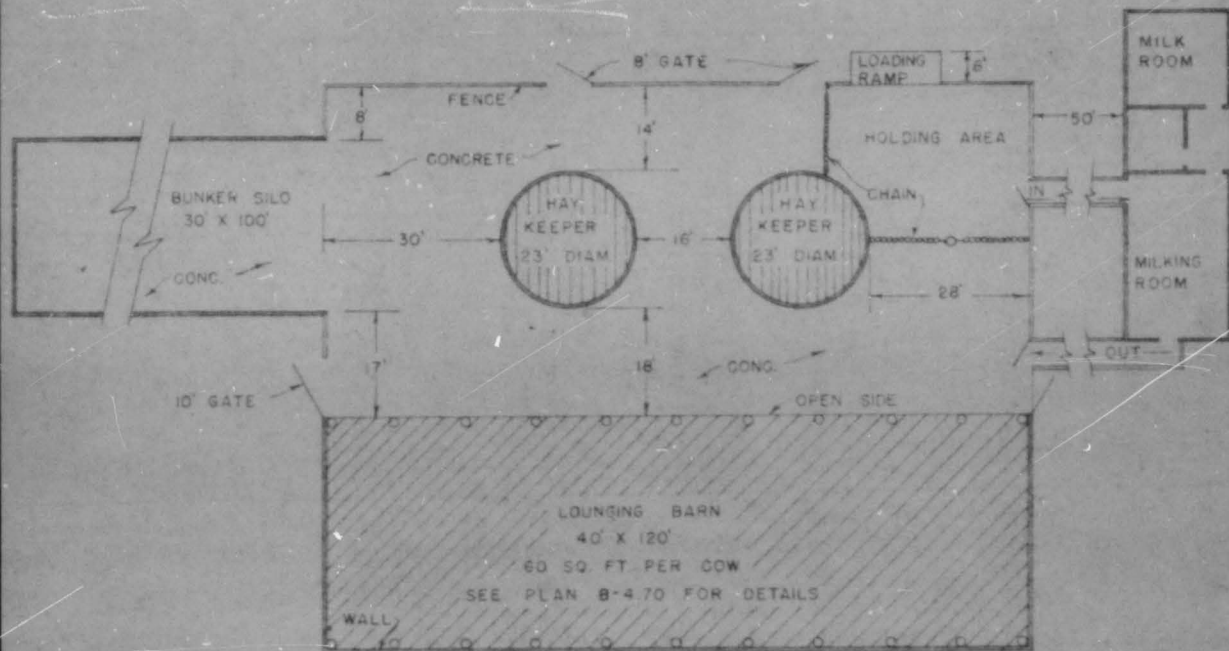 MILK
ROOM
8' GATE
LOADING
RAMP
FENCE
8'
14'
50'
HOLDING AREA
CONCRETE
BUNKER SILO
30' X 100'
HAY
KEEPER
23' DIAM
HAY
KEEPER
23' DIAM
CHAIN
IN
30'
16'
CONC.
28'
MILKING
ROOM
17'
18'
CONC.
OUT
10' GATE
OPEN SIDE
LOUNGING BARN
40' X 120'
60 SQ. FT PER COW
SEE PLAN B-4.70 FOR DETAILS
WALL